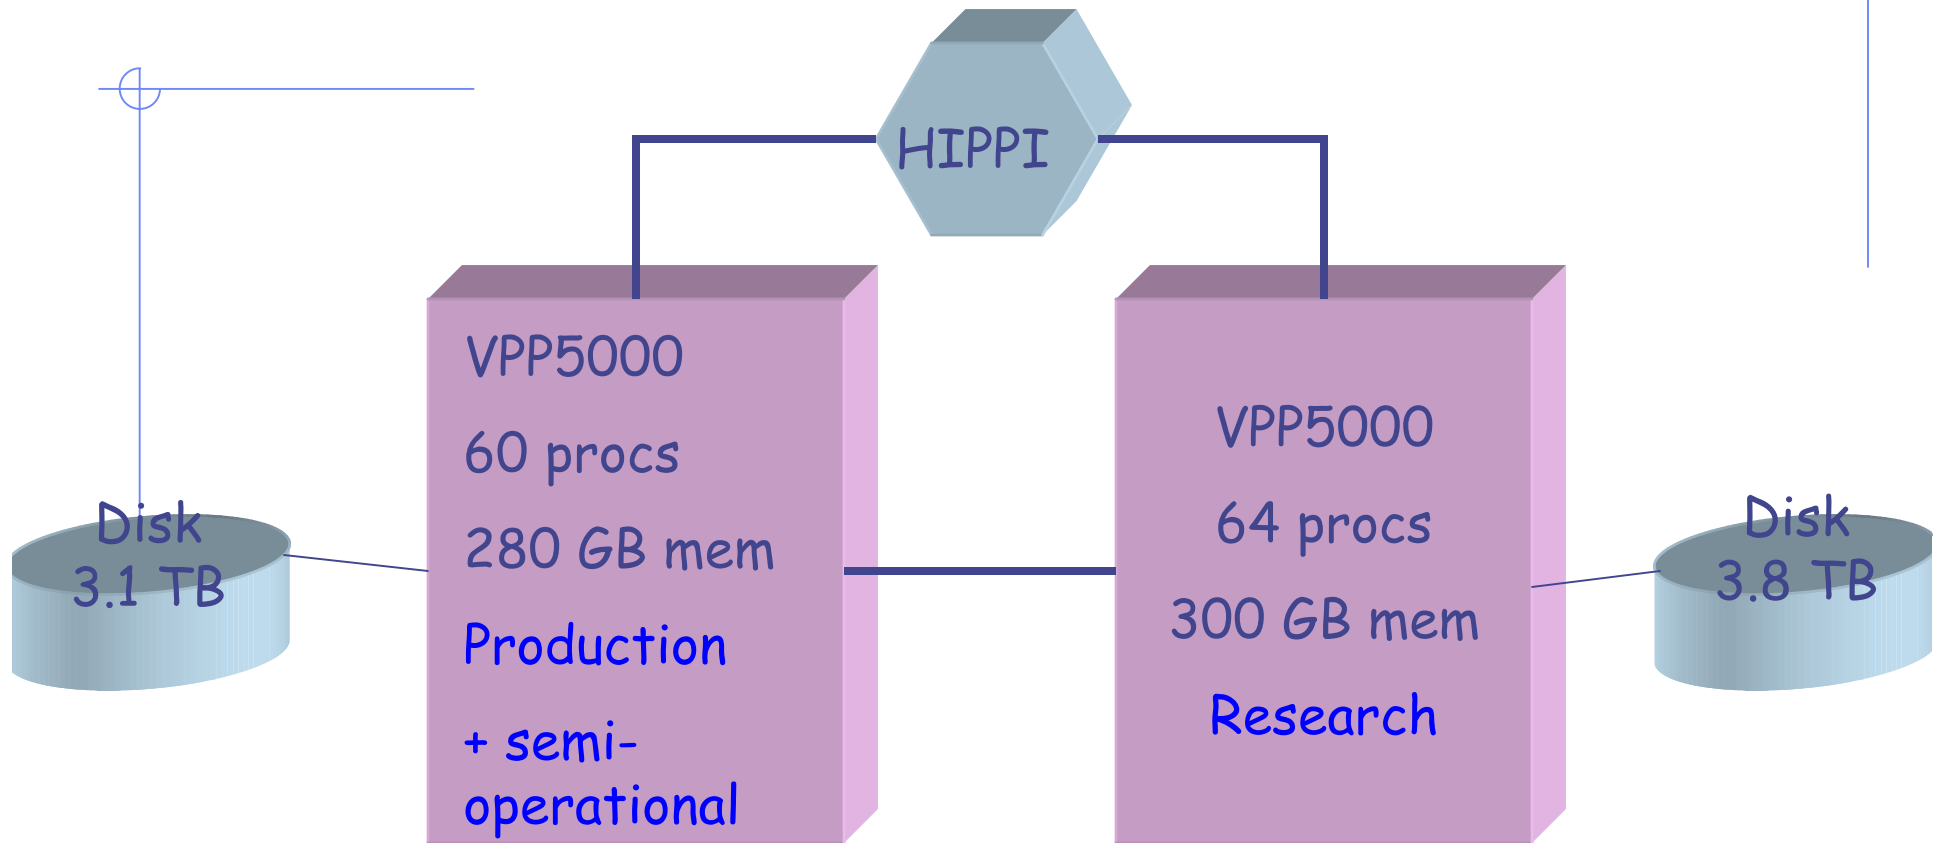 HIPPI
VPP5000
60 procs
280 GB mem
Production
+ semi-
operational
VPP5000
64 procs
300 GB mem
Research
Disk
3.1 TB
Disk
3.8 TB